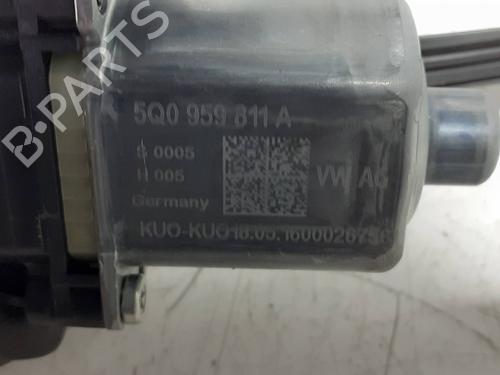 5Q0 959 811 A
S 0005
H 005
VW AG
Germany
B-PARTS